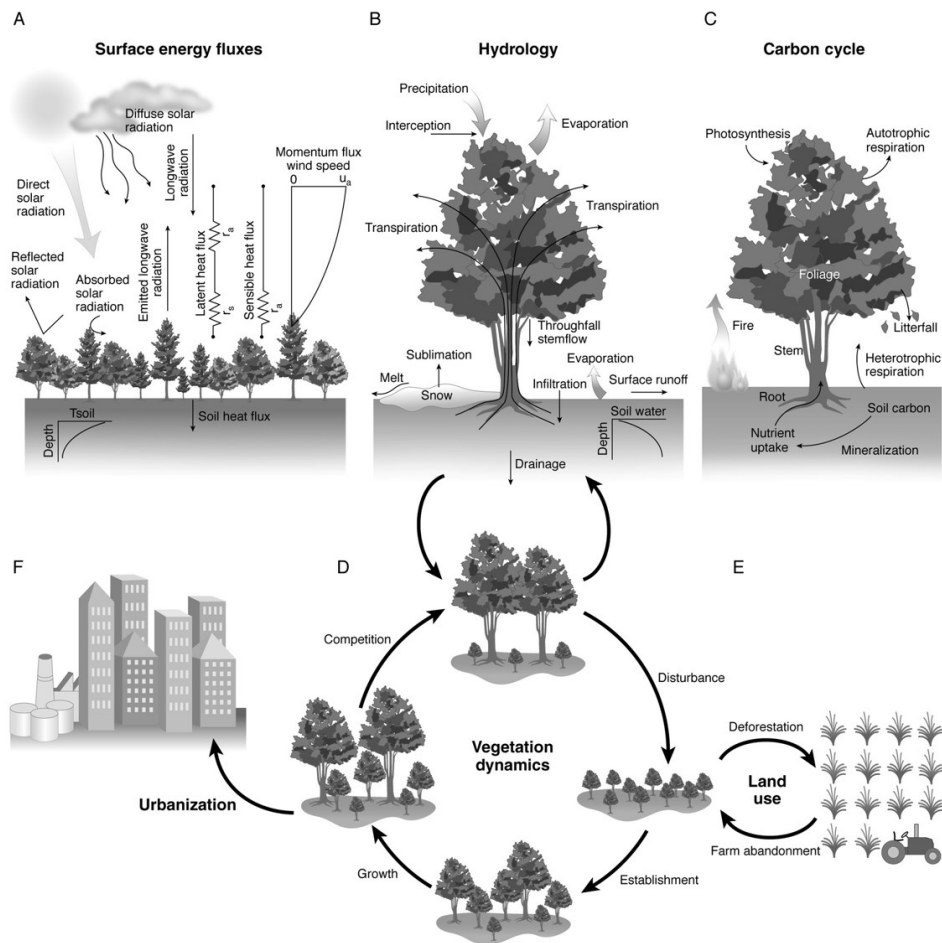 A
Surface energy fluxes
Diffuse solar
radiation
Direct
solar
radiation
Longwave
radiation
Momentum flux
wind speed
0
ua
Reflected
solar
radiation
Absorbed
solar
radiation
Emitted longwave
radiation
Latent heat flux
ra
rs
Sensible heat flux
ra
Tsoil
Depth
Soil heat flux
B
Hydrology
Precipitation
Interception
Evaporation
Transpiration
Transpiration
Throughfall
stemflow
Sublimation
Evaporation
Melt
Snow
Infiltration
Surface runoff
Soil water
Depth
Drainage
C
Carbon cycle
Photosynthesis
Autotrophic
respiration
Foliage
Fire
Litterfall
Stem
Heterotrophic
respiration
Root
Soil carbon
Nutrient
uptake
Mineralization
F
D
E
Competition
Disturbance
Vegetation
dynamics
Deforestation
Land
use
Urbanization
Farm abandonment
Growth
Establishment